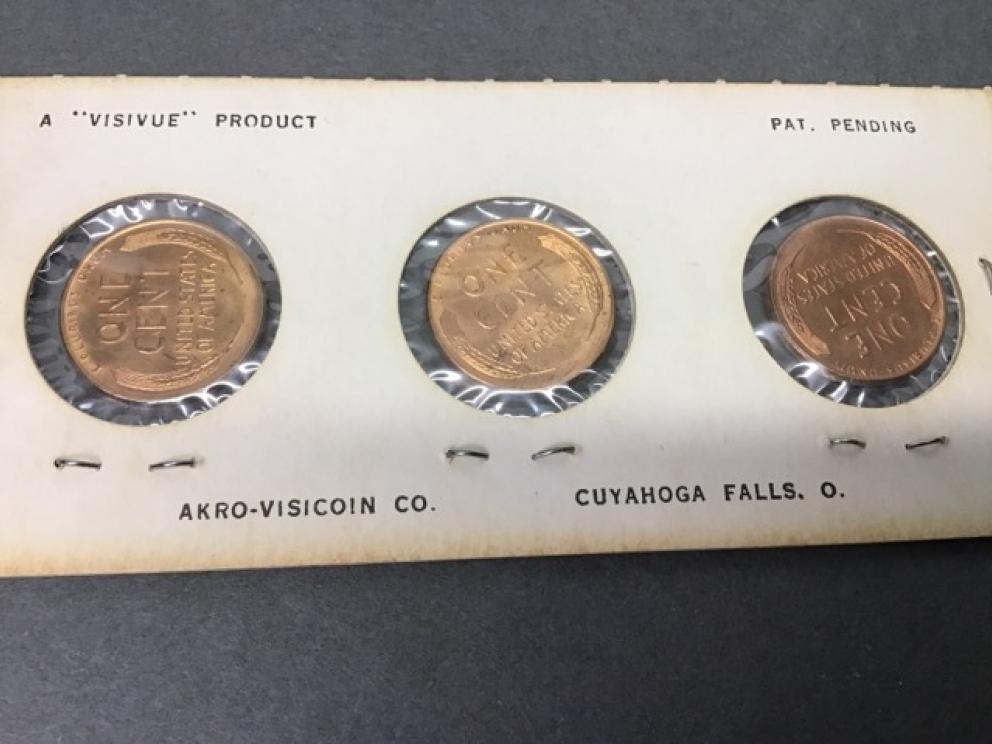 A "VISIVUE" PRODUCT
PAT. PENDING
ONE
CENT
UNITED STATES
OF AMERICA
ONE
CENT
UNITED STATES
OF AMERICA
ONE
CENT
UNITED STATES
OF AMERICA
AKRO-VISICOIN CO.
CUYAHOGA FALLS, O.